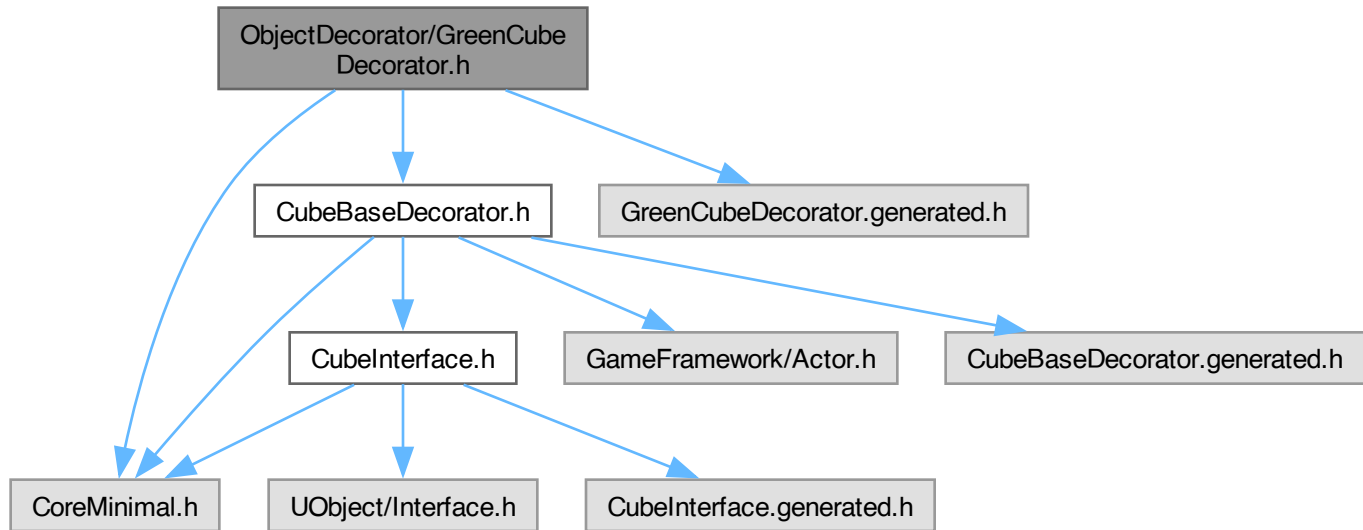 ObjectDecorator/GreenCube
Decorator.h
CubeBaseDecorator.h
GreenCubeDecorator.generated.h
CubeInterface.h
GameFramework/Actor.h
CubeBaseDecorator.generated.h
CoreMinimal.h
UObject/Interface.h
CubeInterface.generated.h